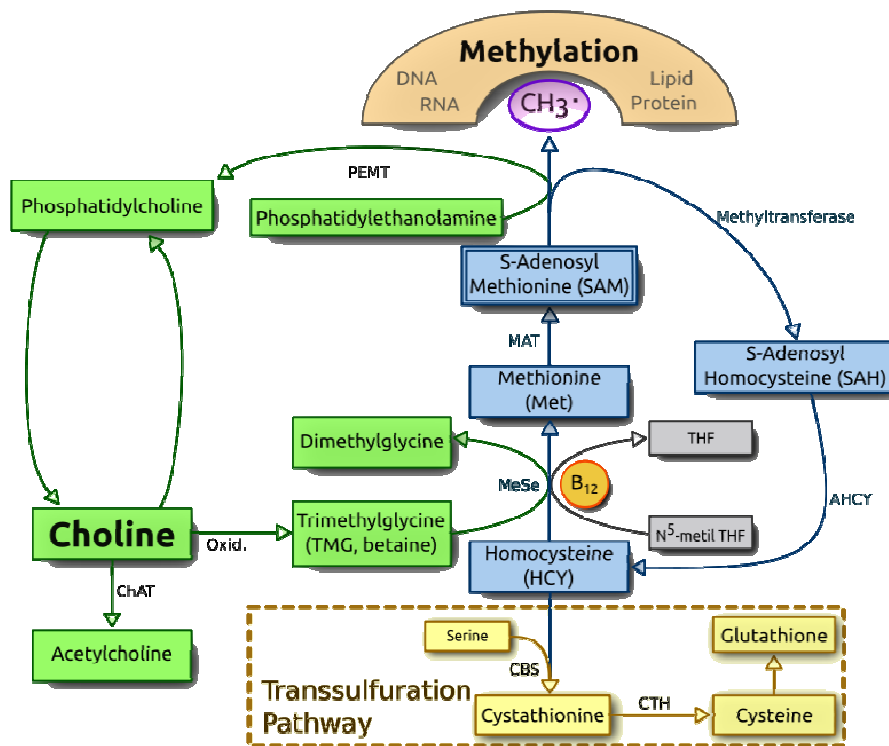 Methylation
DNA
RNA
Lipid
Protein
CH3·
PEMT
Phosphatidylcholine
Phosphatidylethanolamine
Methyltransferase
S-Adenosyl
Methionine (SAM)
MAT
S-Adenosyl
Homocysteine (SAH)
Methionine
(Met)
Dimethylglycine
THF
MeSe
B12
AHCY
Choline
Oxid.
Trimethylglycine
(TMG, betaine)
N5-metil THF
Homocysteine
(HCY)
ChAT
Acetylcholine
Serine
Glutathione
CBS
Transsulfuration
Pathway
Cystathionine
CTH
Cysteine